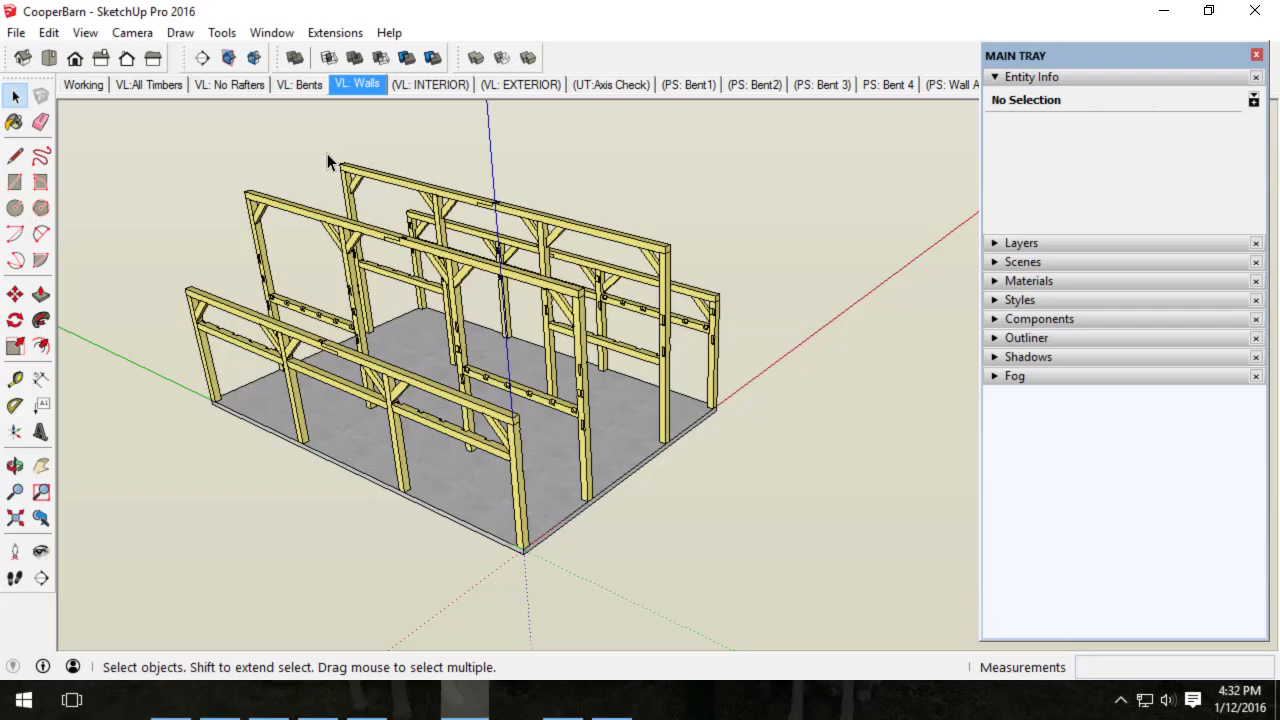 CooperBarn - SketchUp Pro 2016
File Edit View Camera Draw Tools Window Extensions Help
Working VL:All Timbers VL: No Rafters VL: Bents VL: Walls (VL: INTERIOR) (VL: EXTERIOR) (UT:Axis Check) (PS: Bent1) (PS: Bent2) (PS: Bent 3) PS: Bent 4 (PS: Wall A
MAIN TRAY
Entity Info
No Selection
Layers
Scenes
Materials
Styles
Components
Outliner
Shadows
Fog
A1
Select objects. Shift to extend select. Drag mouse to select multiple.
Measurements
4:32 PM
1/12/2016